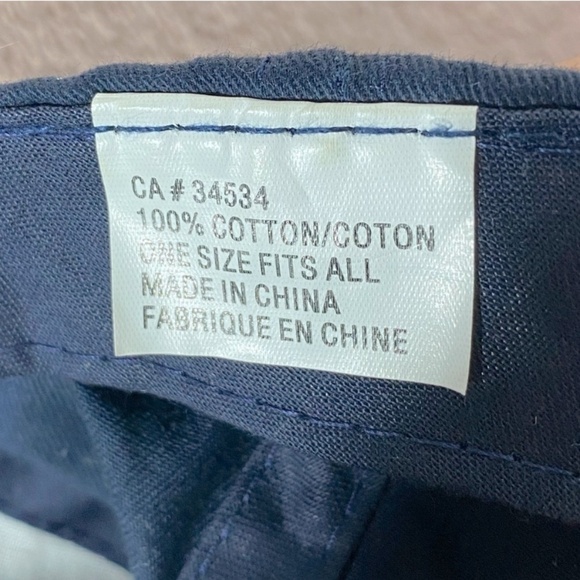 CA # 34534
100% COTTON/COTON
ONE SIZE FITS ALL
MADE IN CHINA
FABRIQUE EN CHINE